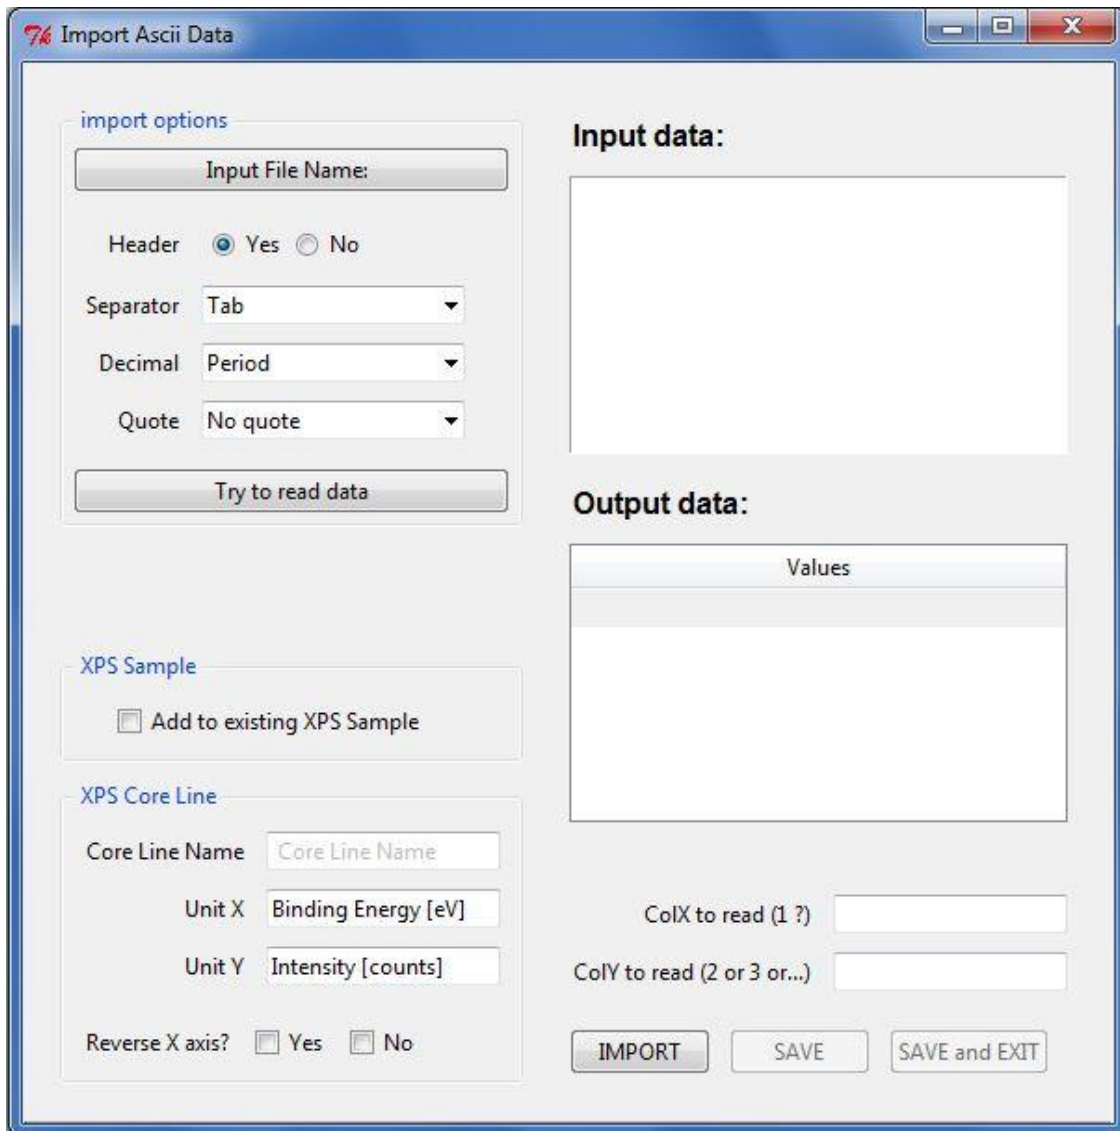 Import Ascii Data
import options
Input File Name:
Header Yes No
Separator Tab
Decimal Period
Quote No quote
Try to read data
XPS Sample
Add to existing XPS Sample
XPS Core Line
Core Line Name Core Line Name
Unit X Binding Energy [eV]
Unit Y Intensity [counts]
Reverse X axis? Yes No
Input data:
Output data:
Values
ColX to read (1 ?)
ColY to read (2 or 3 or...)
IMPORT SAVE SAVE and EXIT